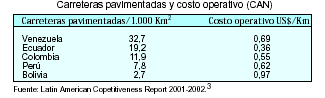 Carreteras pavimentadas y costo operativo (CAN)
Carreteras pavimentadas/1.000 Km2 Costo operativo US$/Km
Venezuela 32,7 0,69
Ecuador 19,2 0,36
Colombia 11,9 0,55
Perú 7,8 0,62
Bolivia 2,7 0,97
Fuente: Latin American Copetitiveness Report 2001-2002.3